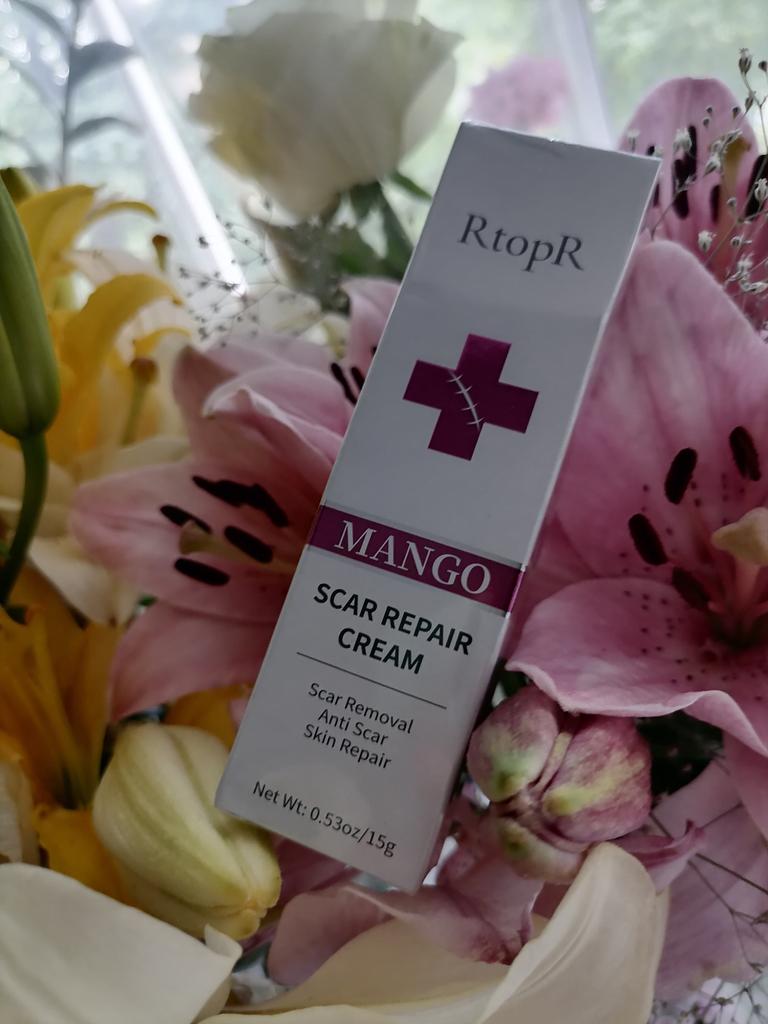 RtopR
MANGO
SCAR REPAIR
CREAM
Scar Removal
Anti Scar
Skin Repair
Net Wt: 0.53oz/15g